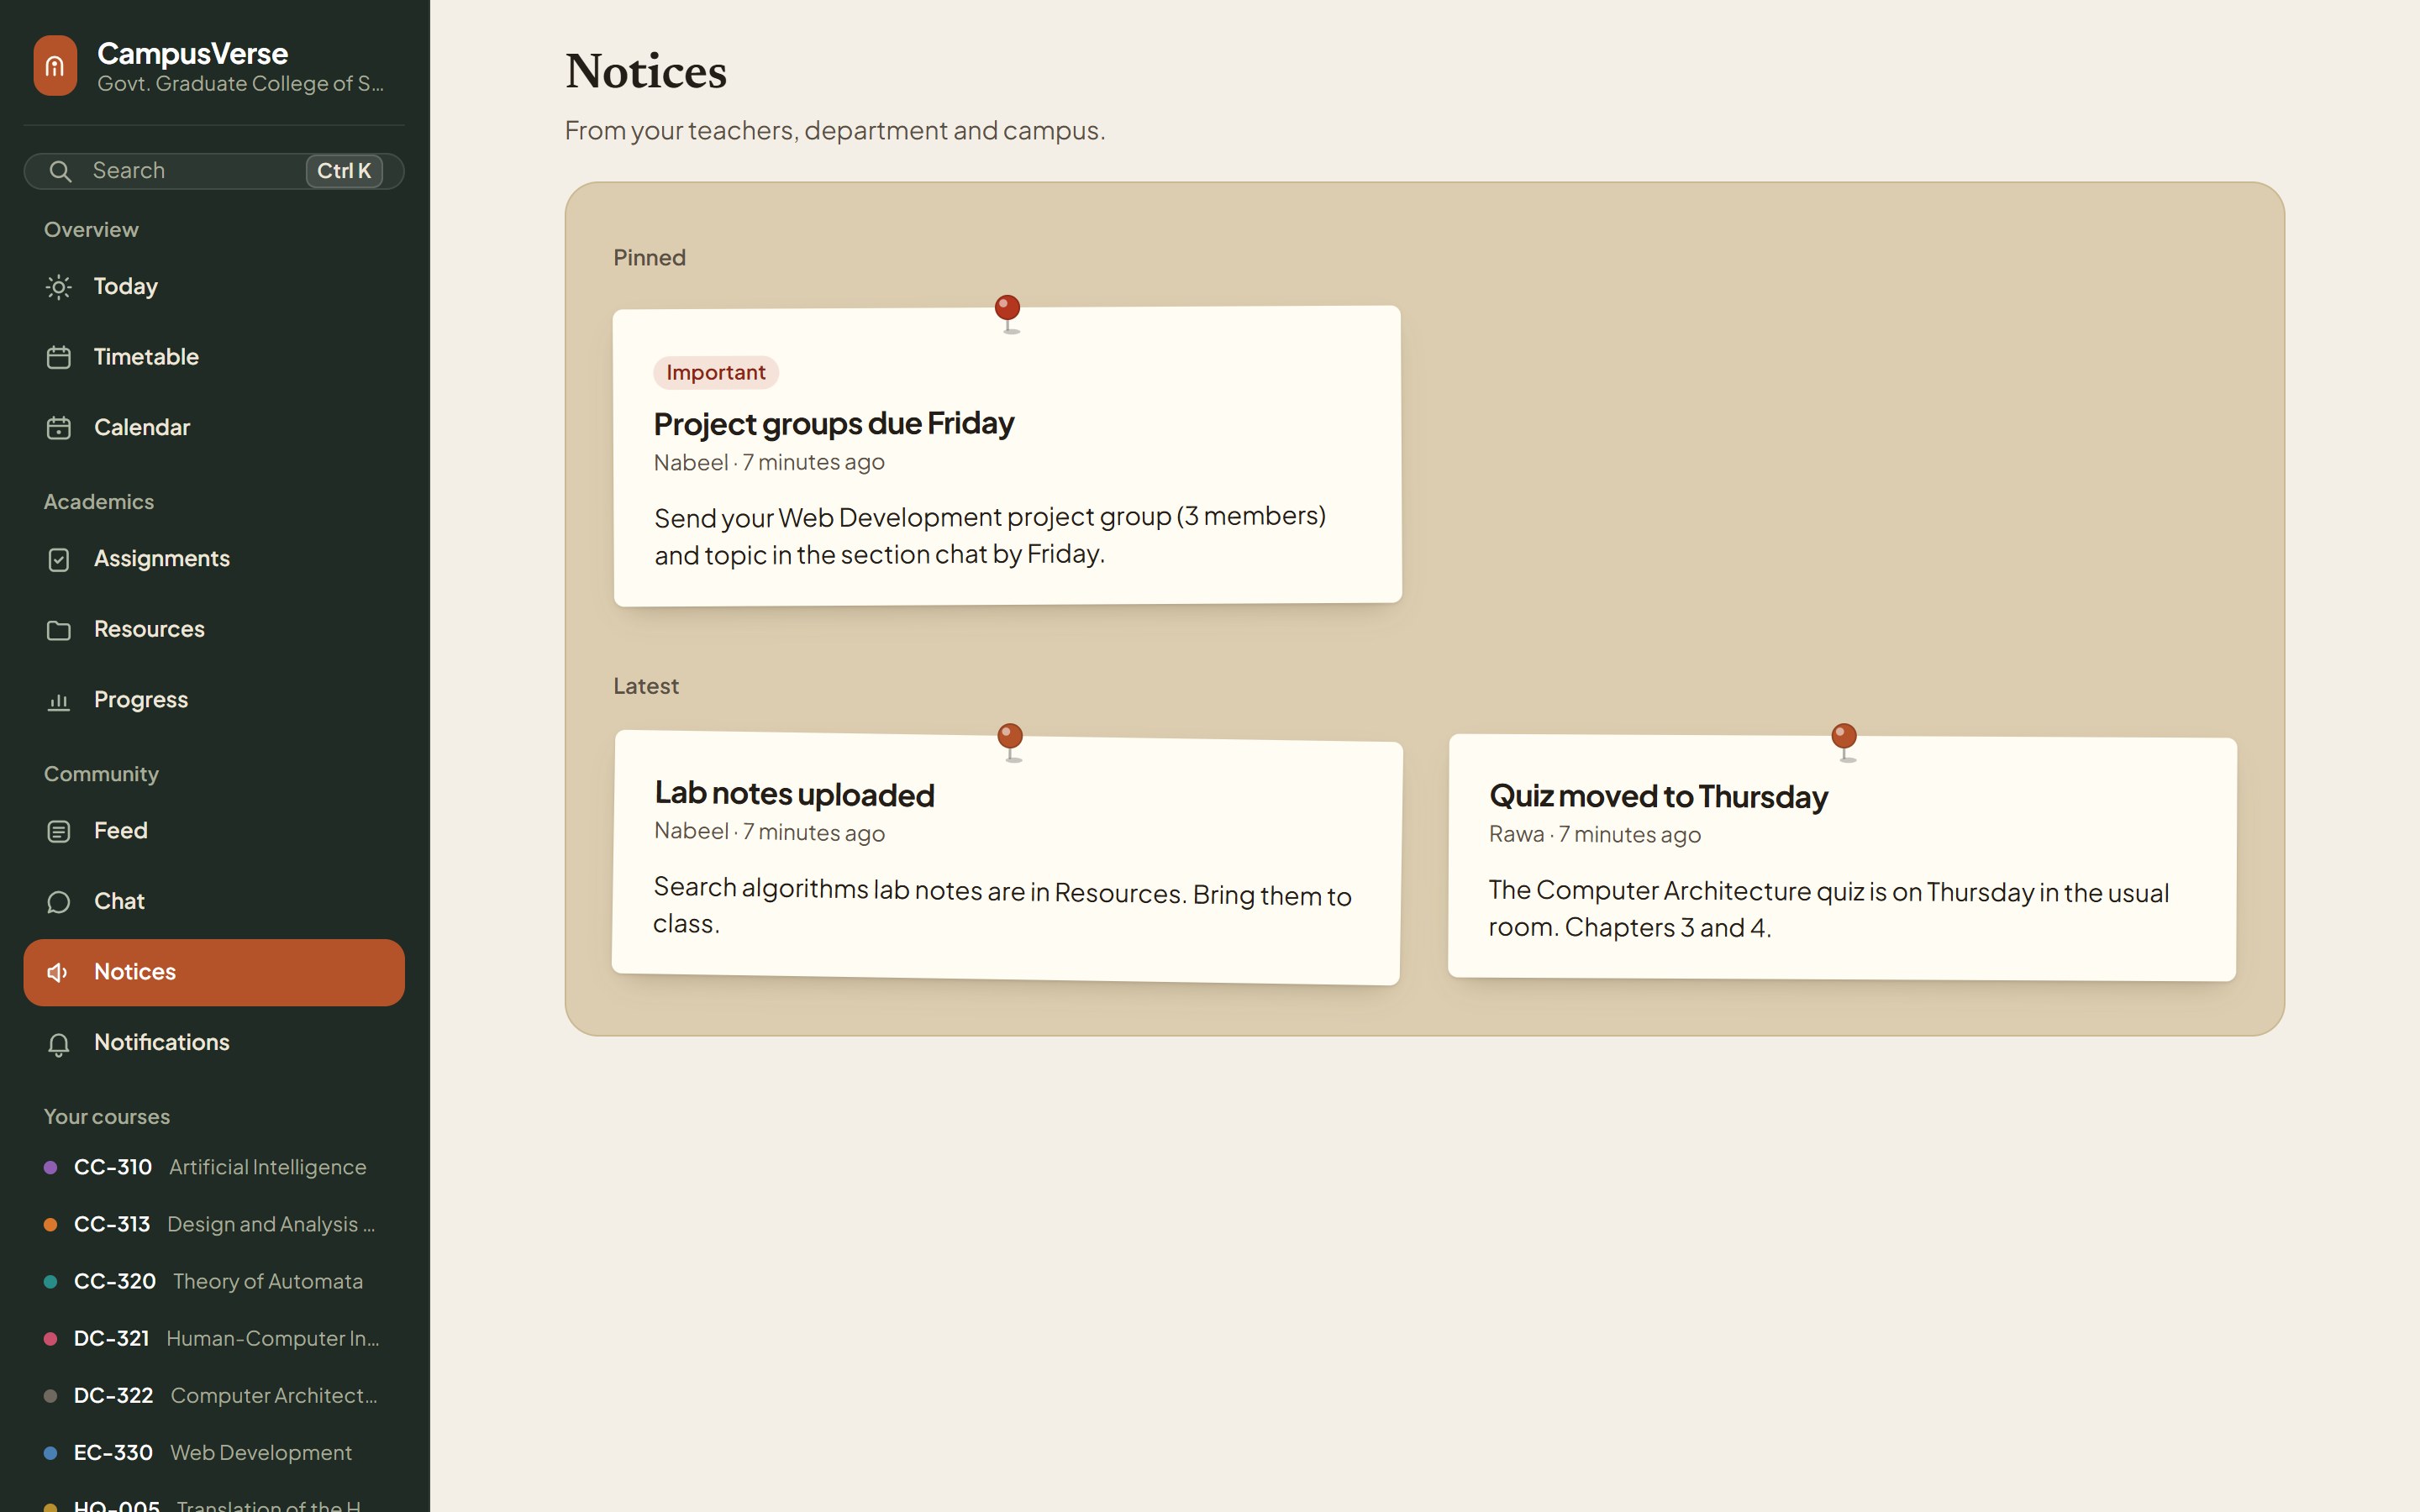 CampusVerse
Govt. Graduate College of S...
Search
Ctrl K
Overview
Today
Timetable
Calendar
Academics
Assignments
Resources
Progress
Community
Feed
Chat
Notices
Notifications
Your courses
CC-310 Artificial Intelligence
CC-313 Design and Analysis ...
CC-320 Theory of Automata
DC-321 Human-Computer In...
DC-322 Computer Architect...
EC-330 Web Development
HQ-005 Translation of the H...
Notices
From your teachers, department and campus.
Pinned
Important
Project groups due Friday
Nabeel · 7 minutes ago
Send your Web Development project group (3 members)
and topic in the section chat by Friday.
Latest
Lab notes uploaded
Nabeel · 7 minutes ago
Search algorithms lab notes are in Resources. Bring them to
class.
Quiz moved to Thursday
Rawa · 7 minutes ago
The Computer Architecture quiz is on Thursday in the usual
room. Chapters 3 and 4.